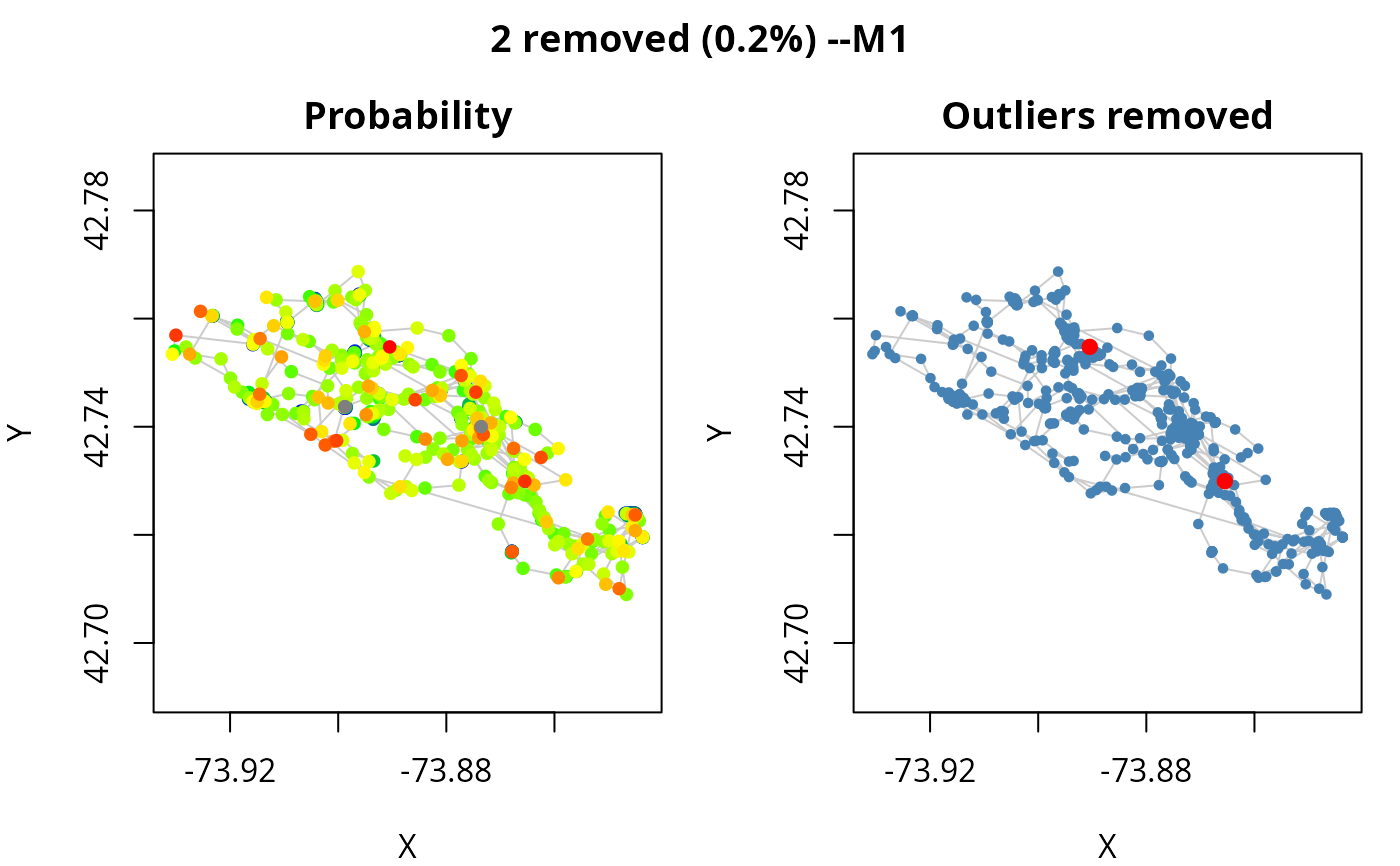 2 removed (0.2%) --M1
Probability
Outliers removed
42.78
42.74
42.70
Y
-73.92
-73.88
X
42.78
42.74
42.70
Y
-73.92
-73.88
X